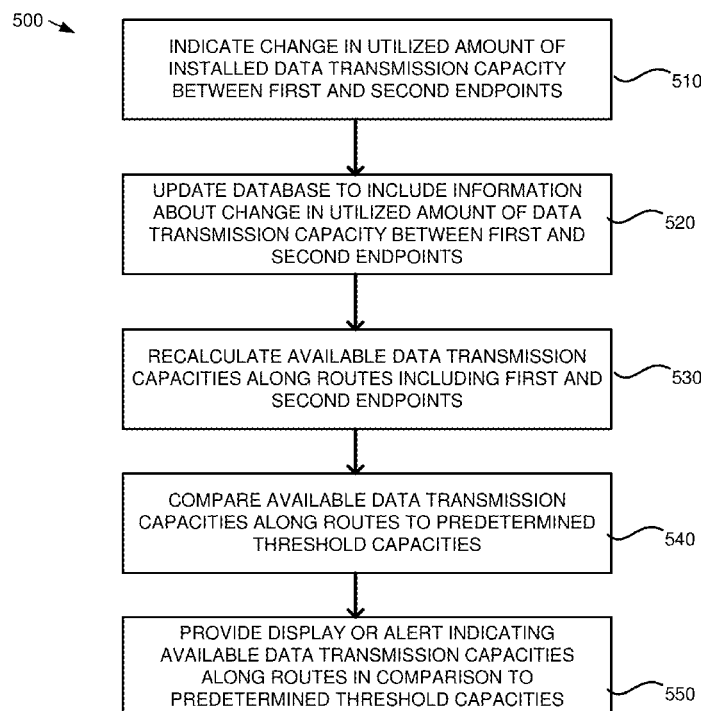 500
INDICATE CHANGE IN UTILIZED AMOUNT OF
INSTALLED DATA TRANSMISSION CAPACITY
BETWEEN FIRST AND SECOND ENDPOINTS
510
UPDATE DATABASE TO INCLUDE INFORMATION
ABOUT CHANGE IN UTILIZED AMOUNT OF DATA
TRANSMISSION CAPACITY BETWEEN FIRST AND
SECOND ENDPOINTS
520
RECALCULATE AVAILABLE DATA TRANSMISSION
CAPACITIES ALONG ROUTES INCLUDING FIRST AND
SECOND ENDPOINTS
530
COMPARE AVAILABLE DATA TRANSMISSION
CAPACITIES ALONG ROUTES TO PREDETERMINED
THRESHOLD CAPACITIES
540
PROVIDE DISPLAY OR ALERT INDICATING
AVAILABLE DATA TRANSMISSION CAPACITIES
ALONG ROUTES IN COMPARISON TO
PREDETERMINED THRESHOLD CAPACITIES
550